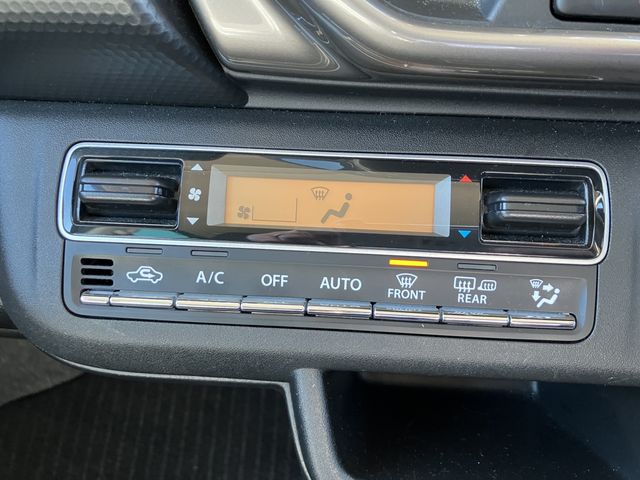 A/C OFF AUTO FRONT REAR